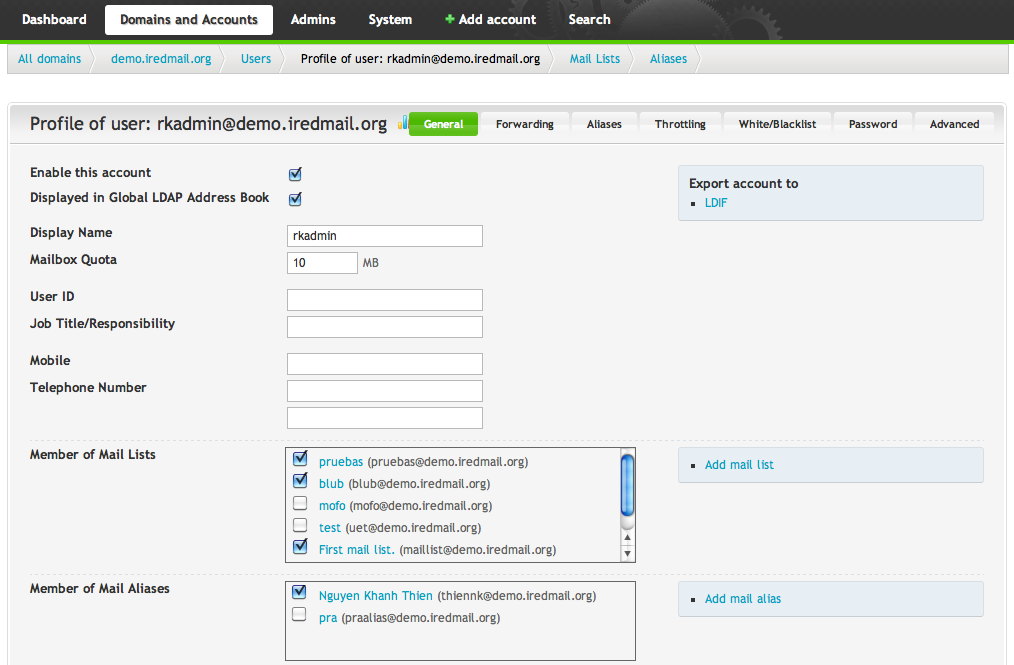 Dashboard Domains and Accounts Admins System Add account Search
All domains demo.iredmail.org Users Profile of user: rkadmin@demo.iredmail.org Mail Lists Aliases
Profile of user: rkadmin@demo.iredmail.org General Forwarding Aliases Throttling White/Blacklist Password Advanced
Enable this account
Displayed in Global LDAP Address Book
Export account to
LDIF
Display Name rkadmin
Mailbox Quota 10 MB
User ID
Job Title/Responsibility
Mobile
Telephone Number
Member of Mail Lists
pruebas (pruebas@demo.iredmail.org)
blub (blub@demo.iredmail.org)
mofo (mofo@demo.iredmail.org)
test (uet@demo.iredmail.org)
First mail list. (maillist@demo.iredmail.org)
Add mail list
Member of Mail Aliases
Nguyen Khanh Thien (thiennk@demo.iredmail.org)
pra (praalias@demo.iredmail.org)
Add mail alias